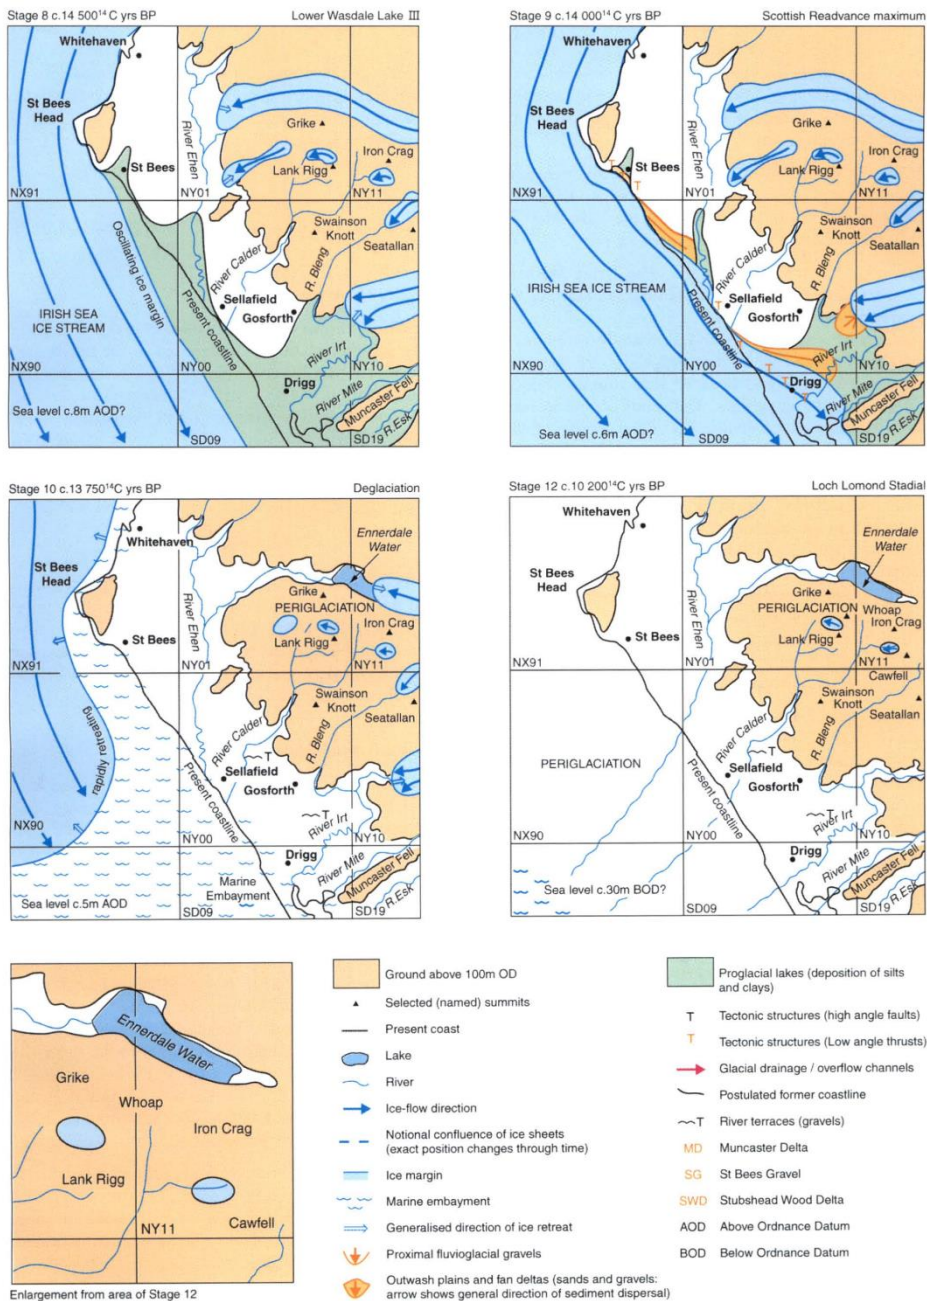 Stage 8 c.14 500¹⁴C yrs BP
Lower Wasdale Lake III
Whitehaven
St Bees
Head
River Ehen
Grike
Iron Crag
St Bees
Lank Rigg
NX91
NY01
NY11
Swainson
Knott
Seatallan
Oscillating ice margin
River Calder
R. Bleng
IRISH SEA
ICE STREAM
Present coastline
Sellafield
Gosforth
River Irt
NX90
NY00
NY10
Drigg
River Mite
Muncaster Fell
R.Esk
Sea level c.8m AOD?
SD09
SD19
Stage 9 c.14 000¹⁴C yrs BP
Scottish Readvance maximum
Whitehaven
St Bees
Head
River Ehen
Grike
Iron Crag
T
St Bees
T
T
Lank Rigg
NX91
NY01
NY11
Swainson
Knott
Seatallan
River Calder
R. Bleng
IRISH SEA ICE STREAM
Sellafield
T
Gosforth
Present coastline
River Irt
NX90
NY00
NY10
T
T
Drigg
T
River Mite
Muncaster Fell
R.Esk
Sea level c.6m AOD?
SD09
SD19
Stage 10 c.13 750¹⁴C yrs BP
Deglaciation
Whitehaven
Ennerdale
Water
St Bees
Head
River Ehen
Grike
PERIGLACIATION
Iron Crag
St Bees
Lank Rigg
NX91
NY01
NY11
Swainson
Knott
Seatallan
rapidly retreating
River Calder
R. Bleng
T
Sellafield
Gosforth
Present coastline
T
River Irt
NX90
NY00
NY10
Drigg
River Mite
Marine
Embayment
Muncaster Fell
R.Esk
Sea level c.5m AOD
SD09
SD19
Stage 12 c.10 200¹⁴C yrs BP
Loch Lomond Stadial
Whitehaven
Ennerdale
Water
St Bees
Head
River Ehen
Grike
PERIGLACIATION
Whoap
Iron Crag
St Bees
Lank Rigg
NX91
NY01
NY11
Cawfell
Swainson
Knott
Seatallan
River Calder
R. Bleng
PERIGLACIATION
T
Sellafield
Gosforth
Present coastline
T
River Irt
NX90
NY00
NY10
Drigg
River Mite
Muncaster Fell
R.Esk
Sea level c.30m BOD?
SD09
SD19
Ennerdale Water
Grike
Whoap
Iron Crag
Lank Rigg
NY11
Cawfell
Enlargement from area of Stage 12
Ground above 100m OD
Selected (named) summits
Present coast
Lake
River
Ice-flow direction
Notional confluence of ice sheets
(exact position changes through time)
Ice margin
Marine embayment
Generalised direction of ice retreat
Proximal fluvioglacial gravels
Outwash plains and fan deltas (sands and gravels:
arrow shows general direction of sediment dispersal)
Proglacial lakes (deposition of silts
and clays)
T Tectonic structures (high angle faults)
T Tectonic structures (Low angle thrusts)
Glacial drainage / overflow channels
Postulated former coastline
T River terraces (gravels)
MD Muncaster Delta
SG St Bees Gravel
SWD Stubshead Wood Delta
AOD Above Ordnance Datum
BOD Below Ordnance Datum